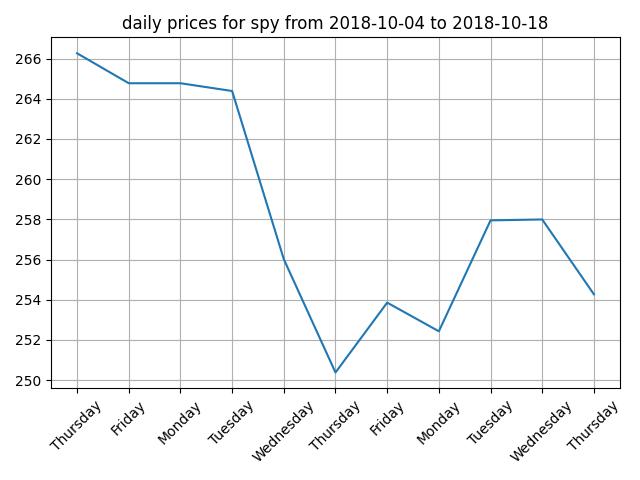 daily prices for spy from 2018-10-04 to 2018-10-18
266
264
262
260
258
256
254
252
250
Thursday
Friday
Monday
Tuesday
Wednesday
Thursday
Friday
Monday
Tuesday
Wednesday
Thursday